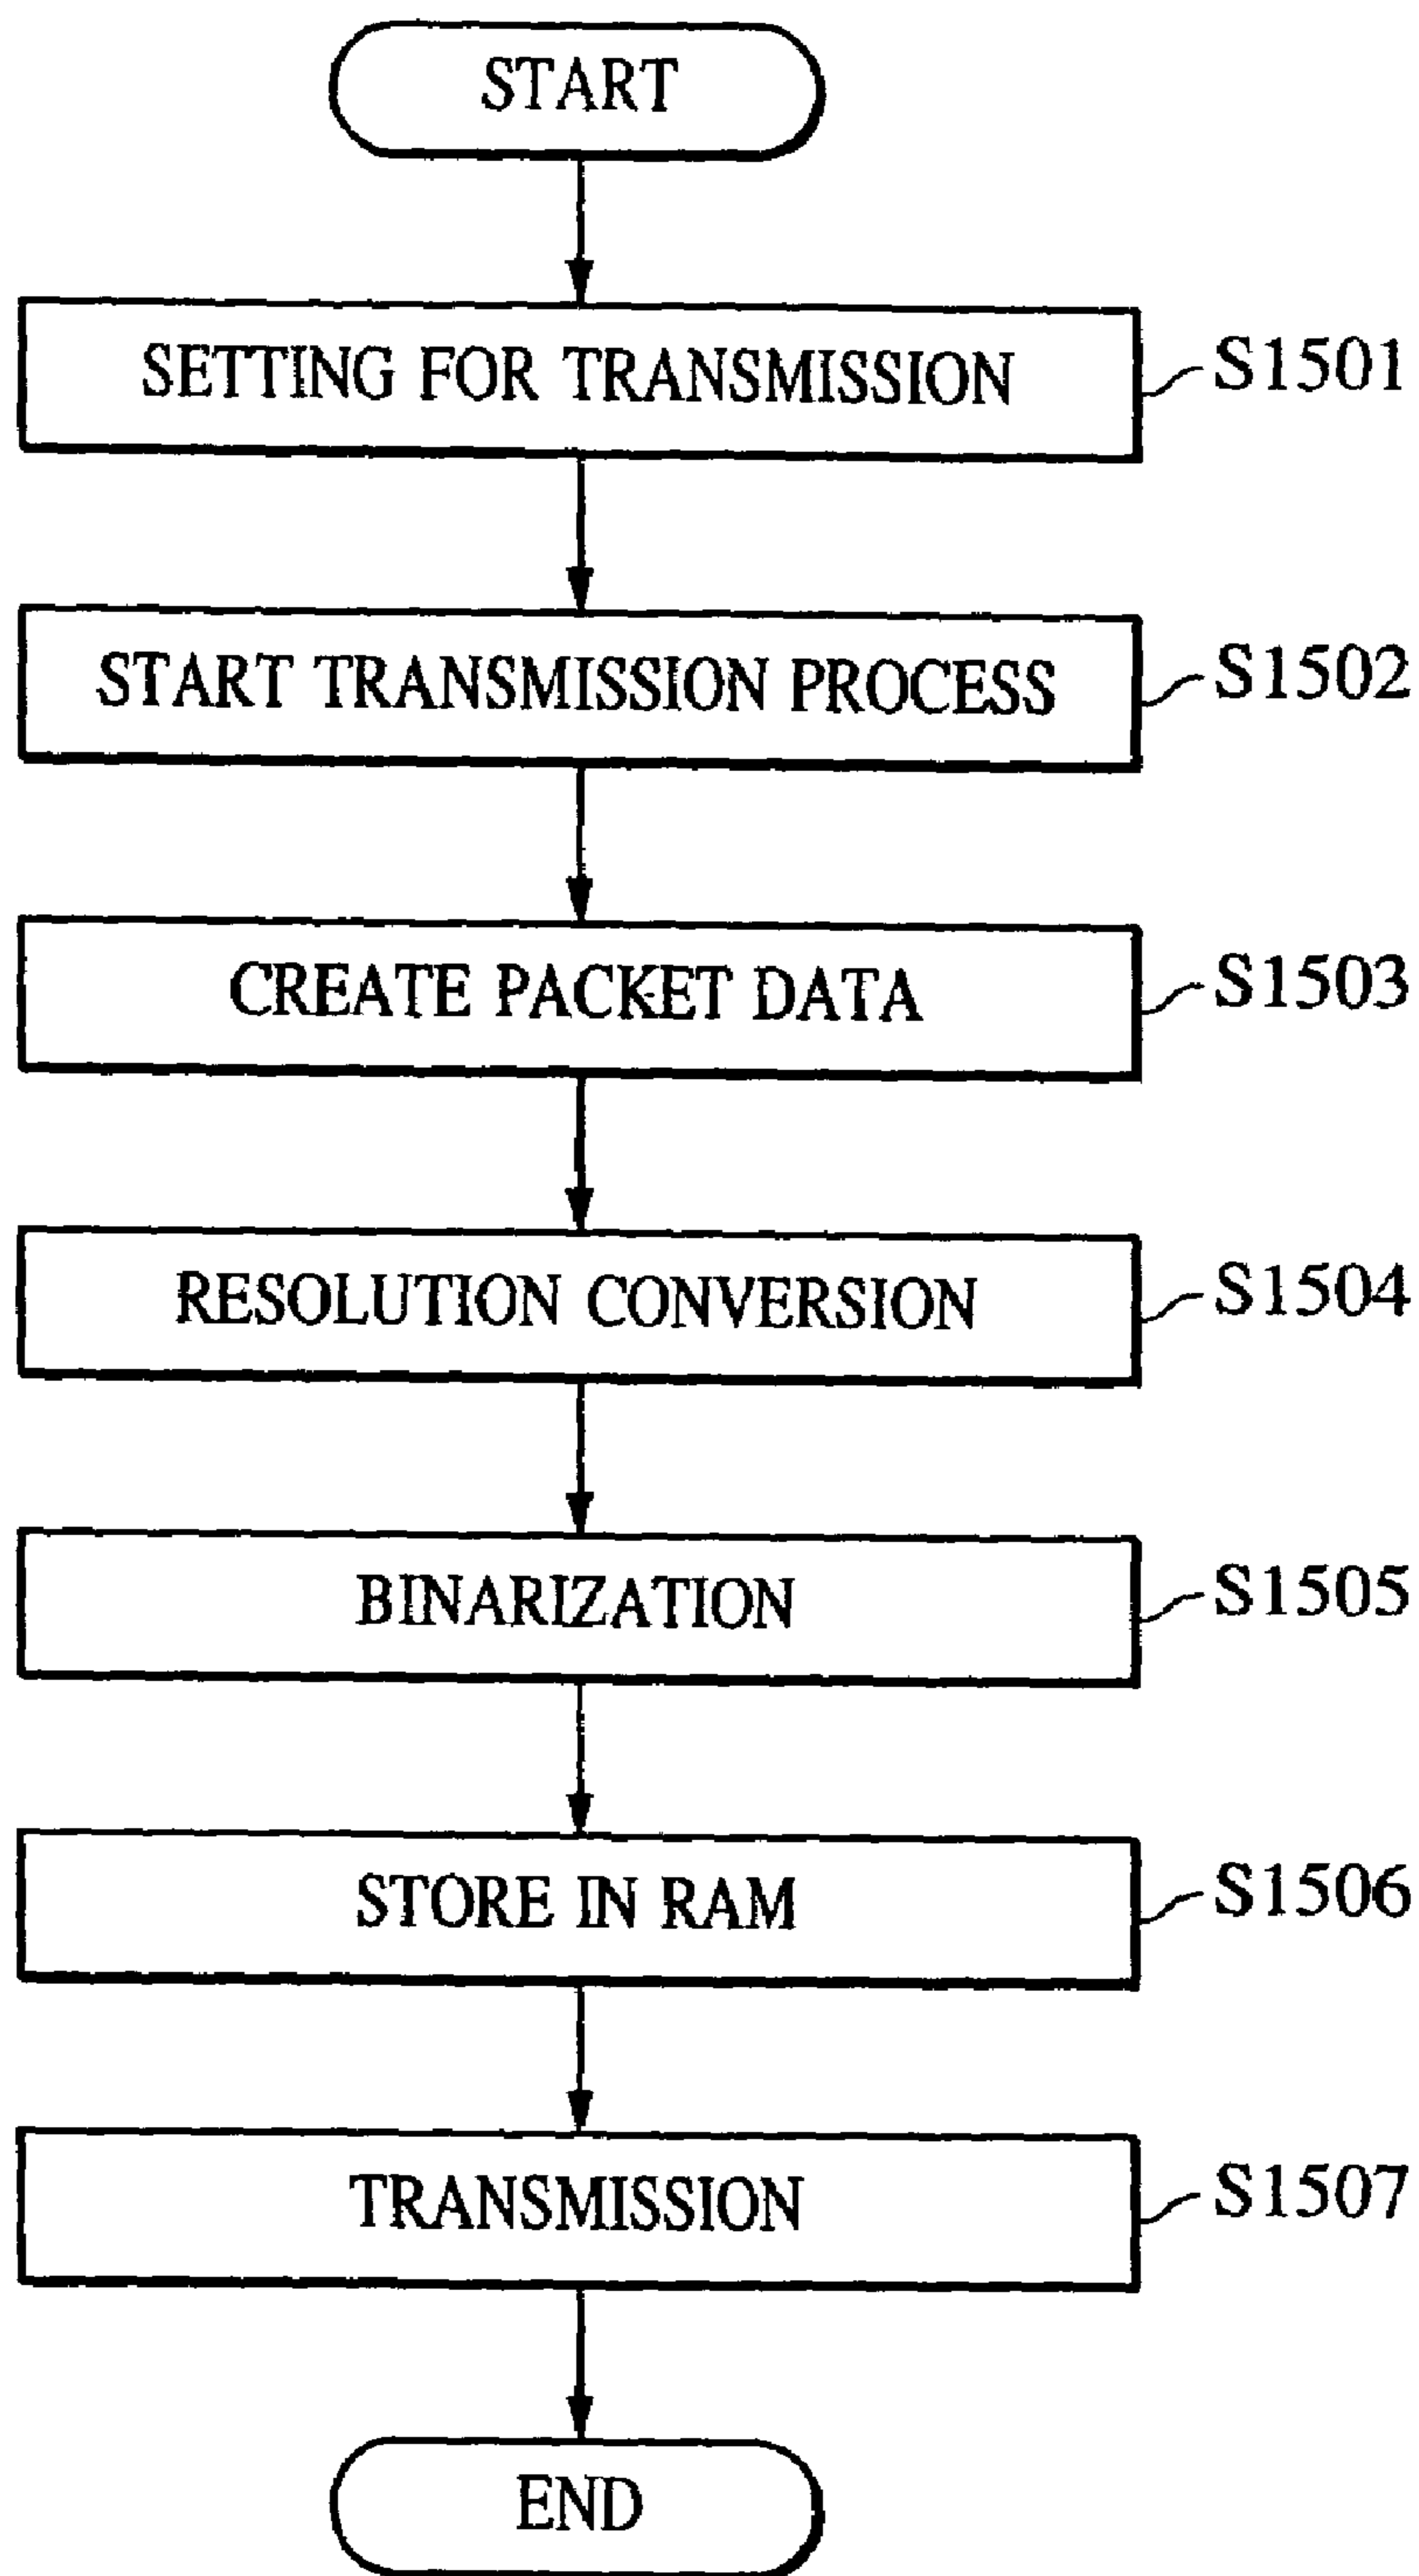 START
SETTING FOR TRANSMISSION S1501
START TRANSMISSION PROCESS S1502
CREATE PACKET DATA S1503
RESOLUTION CONVERSION S1504
BINARIZATION S1505
STORE IN RAM S1506
TRANSMISSION S1507
END